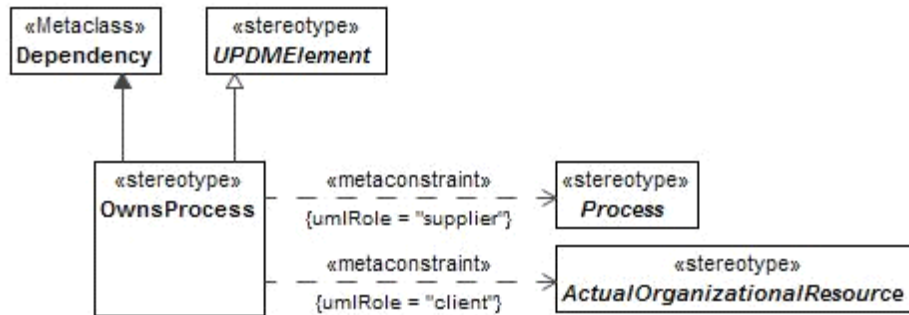 «Metaclass»
Dependency
«stereotype»
UPDMElement
«stereotype»
OwnsProcess
«metaconstraint»
{umlRole = "supplier"}
«stereotype»
Process
«metaconstraint»
{umlRole = "client"}
«stereotype»
ActualOrganizationalResource